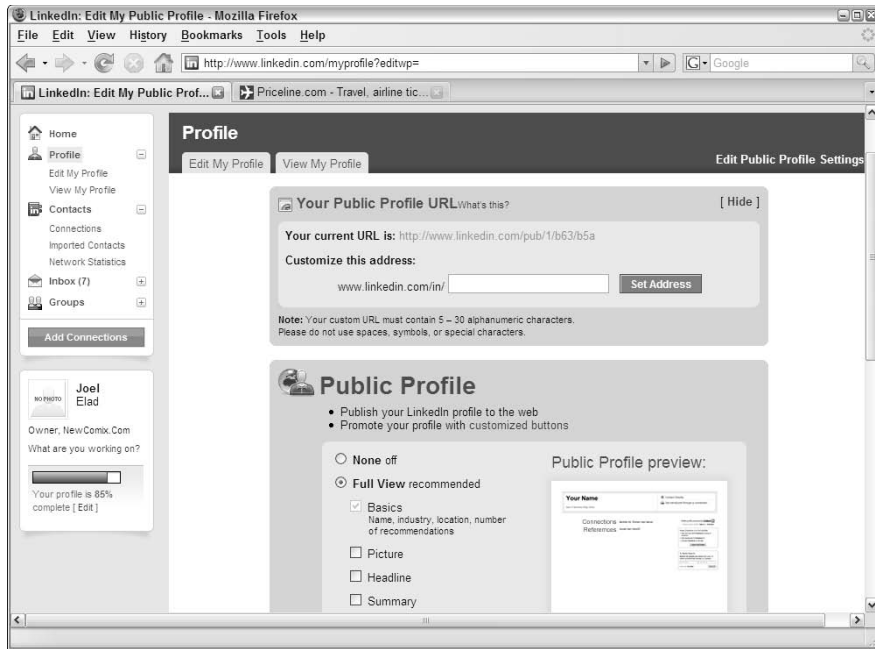 LinkedIn: Edit My Public Profile - Mozilla Firefox
File Edit View History Bookmarks Tools Help
http://www.linkedin.com/myprofile?editwp=
G Google
LinkedIn: Edit My Public Prof...
Priceline.com - Travel, airline tic...
Home
Profile
Edit My Profile
View My Profile
Contacts
Connections
Imported Contacts
Network Statistics
Inbox (7)
Groups
Add Connections
NO PHOTO
Joel
Elad
Owner, NewComix.Com
What are you working on?
Your profile is 85%
complete [ Edit ]
Profile
Edit My Profile View My Profile Edit Public Profile Settings
Your Public Profile URL What's this? [ Hide ]
Your current URL is: http://www.linkedin.com/pub/1/b63/b5a
Customize this address:
www.linkedin.com/in/ Set Address
Note: Your custom URL must contain 5 – 30 alphanumeric characters.
Please do not use spaces, symbols, or special characters.
Public Profile
• Publish your LinkedIn profile to the web
• Promote your profile with customized buttons
None off
Full View recommended
Basics
Name, industry, location, number
of recommendations
Picture
Headline
Summary
Public Profile preview:
Your Name
Connections
References